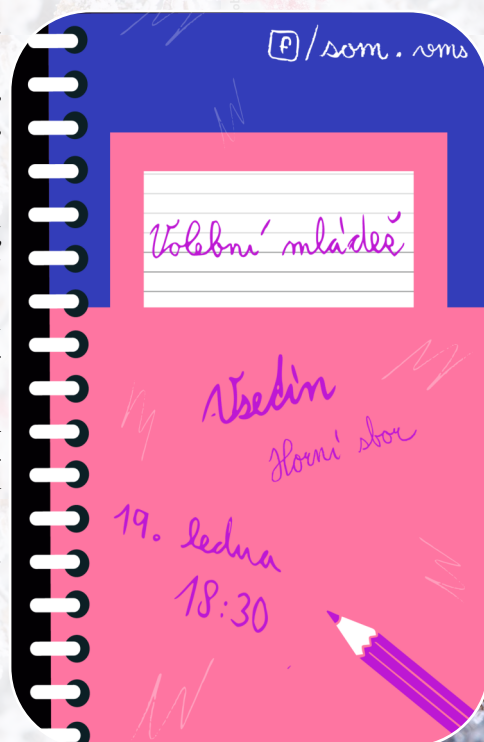 f/som.vms
Volební mládež
Vsetín
Horní sbor
19. ledna
18:30